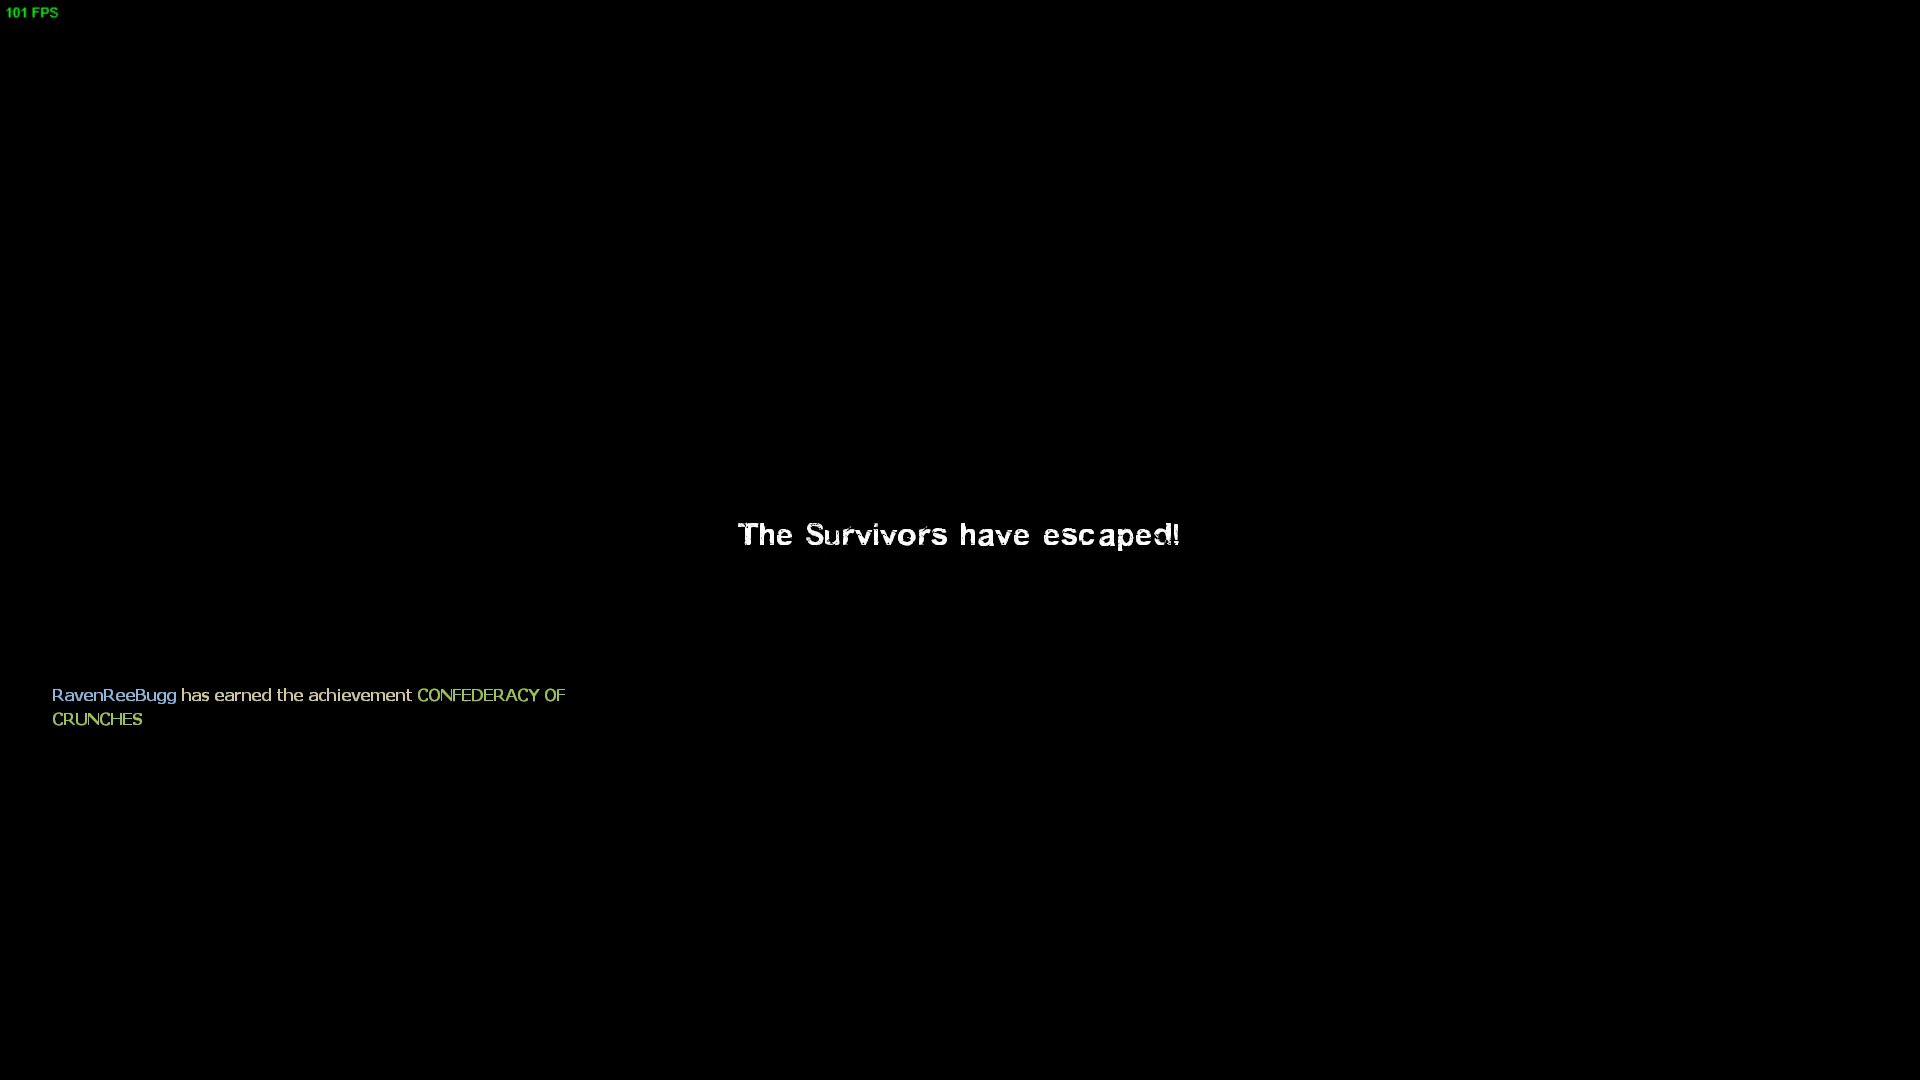 101 FPS
The Survivors have escaped!
RavenReeBugg has earned the achievement CONFEDERACY OF
CRUNCHES